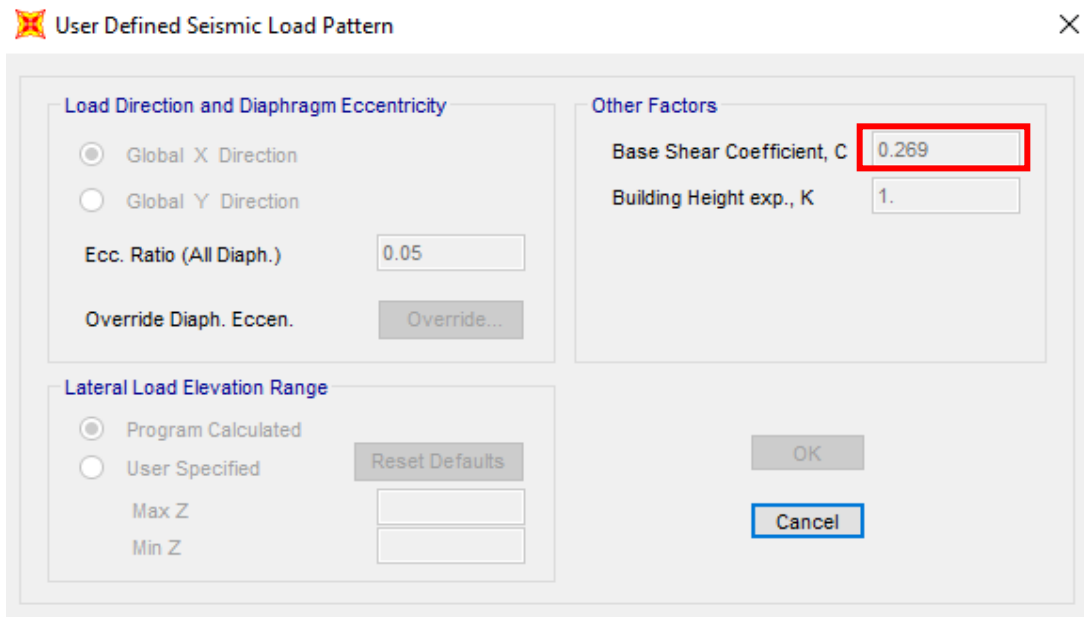 User Defined Seismic Load Pattern
Load Direction and Diaphragm Eccentricity
Global X Direction
Global Y Direction
Ecc. Ratio (All Diaph.) 0.05
Override Diaph. Eccen. Override...
Other Factors
Base Shear Coefficient, C 0.269
Building Height exp., K 1.
Lateral Load Elevation Range
Program Calculated
User Specified Reset Defaults
Max Z
Min Z
OK
Cancel